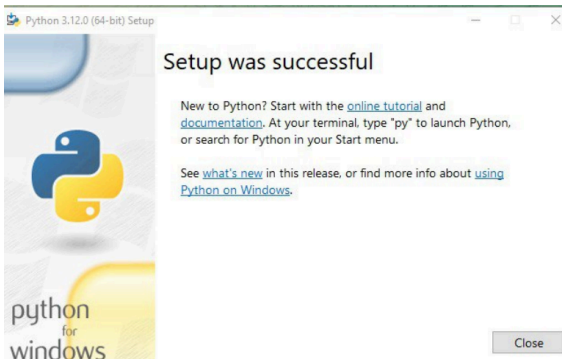 Python 3.12.0 (64-bit) Setup
Setup was successful
New to Python? Start with the online tutorial and
documentation. At your terminal, type "py" to launch Python,
or search for Python in your Start menu.
See what's new in this release, or find more info about using
Python on Windows.
python
for
windows
Close